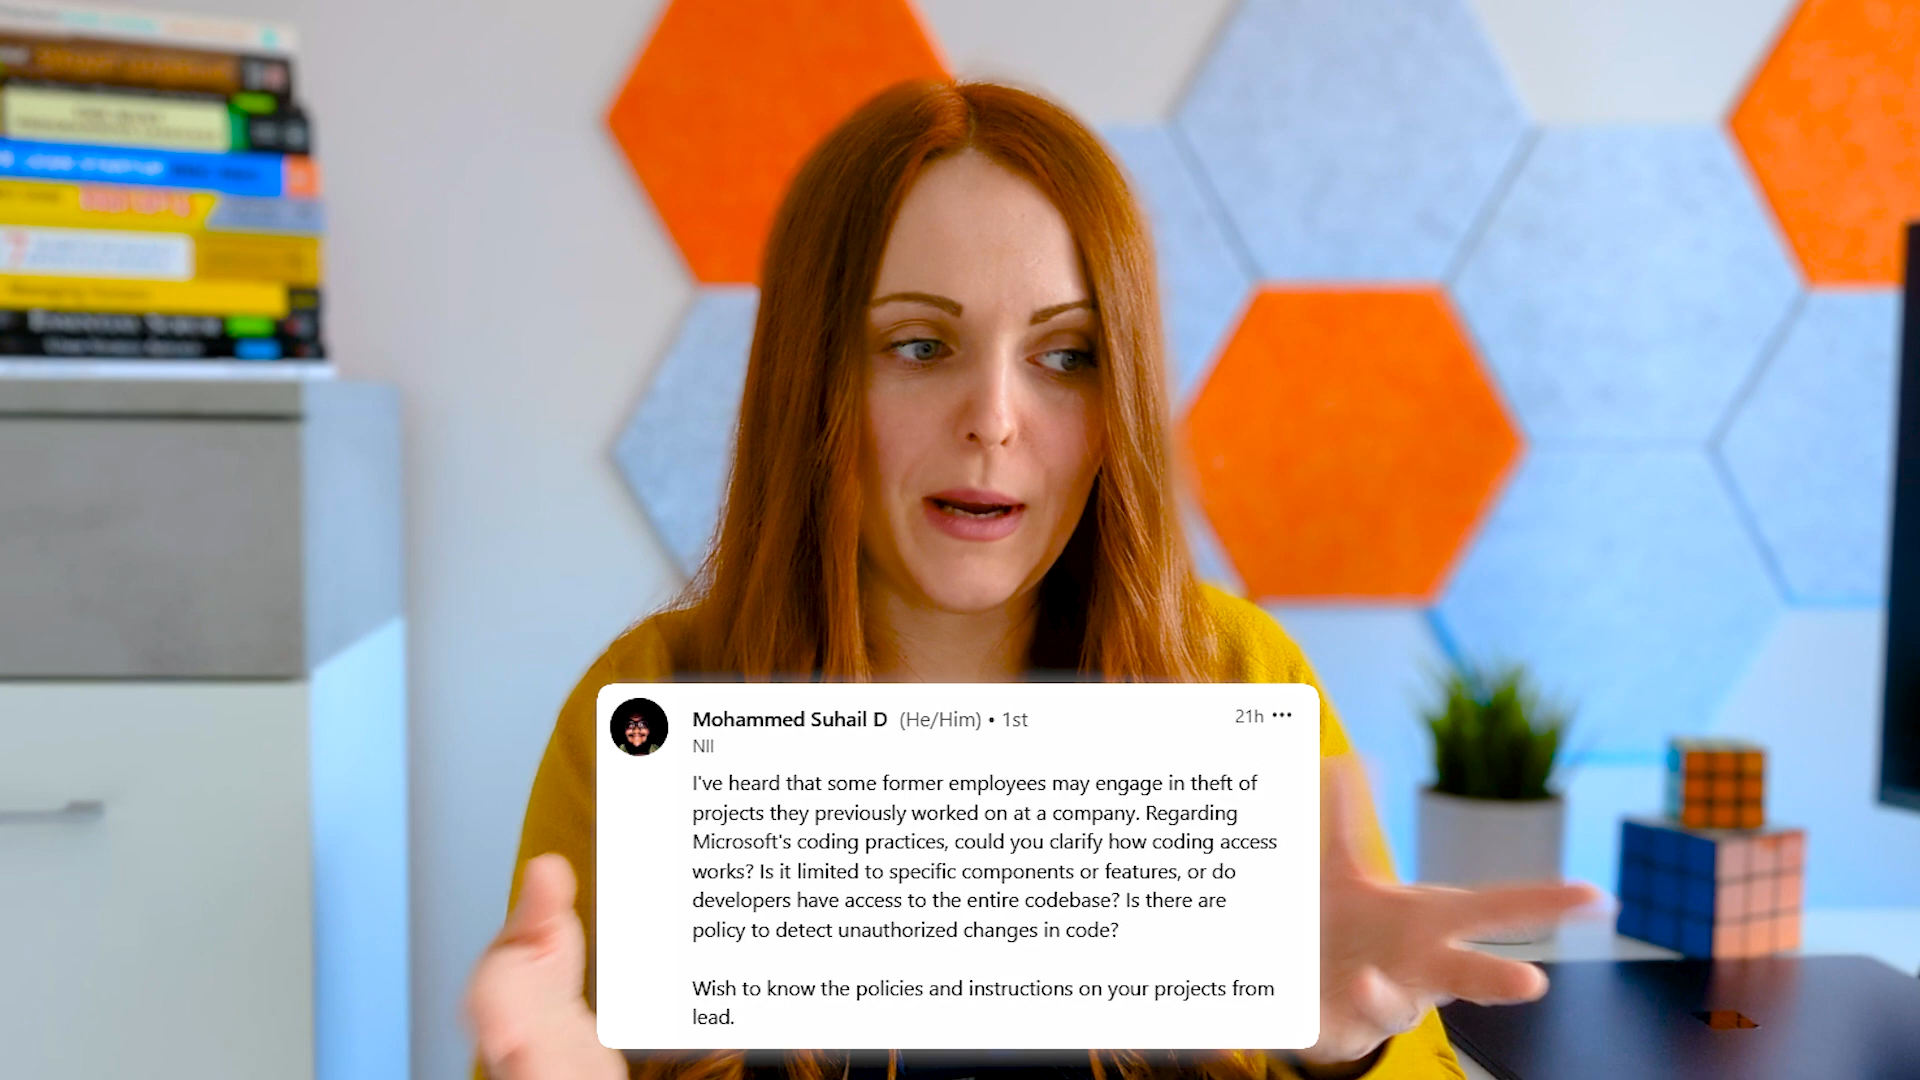 Mohammed Suhail D (He/Him) • 1st 21h •••
NII
I've heard that some former employees may engage in theft of
projects they previously worked on at a company. Regarding
Microsoft's coding practices, could you clarify how coding access
works? Is it limited to specific components or features, or do
developers have access to the entire codebase? Is there are
policy to detect unauthorized changes in code?
Wish to know the policies and instructions on your projects from
lead.